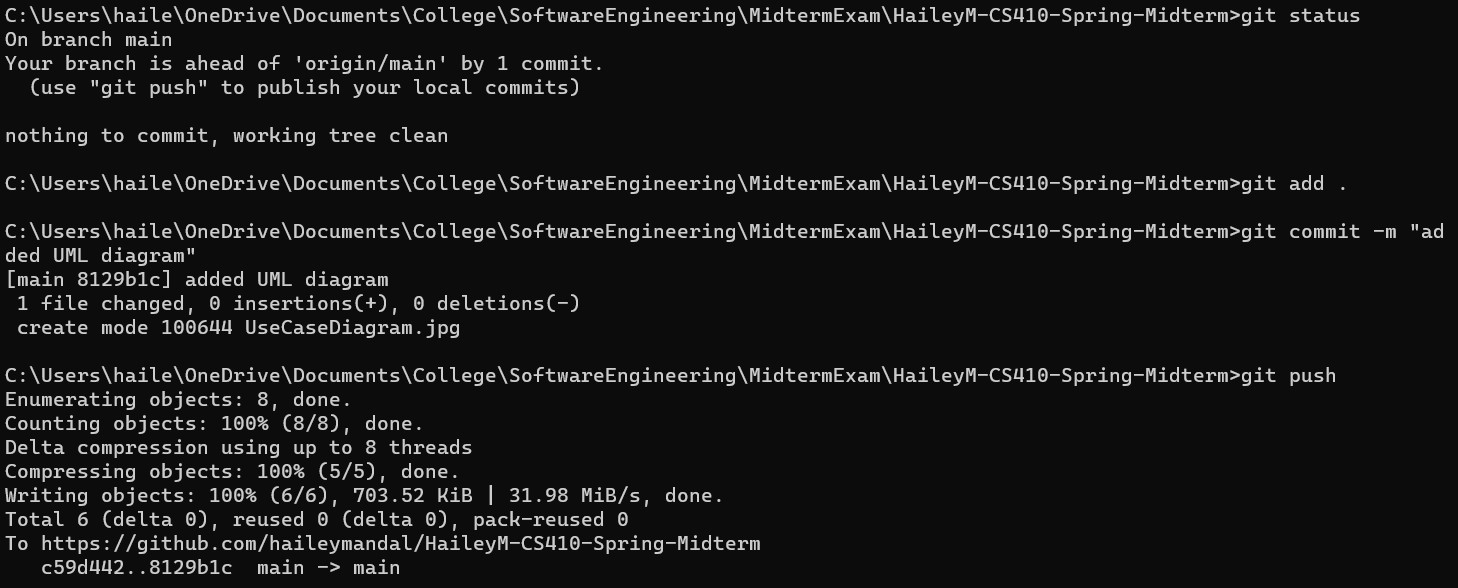 C:\Users\haile\OneDrive\Documents\College\SoftwareEngineering\MidtermExam\HaileyM-CS410-Spring-Midterm>git status
On branch main
Your branch is ahead of 'origin/main' by 1 commit.
  (use "git push" to publish your local commits)

nothing to commit, working tree clean

C:\Users\haile\OneDrive\Documents\College\SoftwareEngineering\MidtermExam\HaileyM-CS410-Spring-Midterm>git add .

C:\Users\haile\OneDrive\Documents\College\SoftwareEngineering\MidtermExam\HaileyM-CS410-Spring-Midterm>git commit -m "ad
ded UML diagram"
[main 8129b1c] added UML diagram
 1 file changed, 0 insertions(+), 0 deletions(-)
 create mode 100644 UseCaseDiagram.jpg

C:\Users\haile\OneDrive\Documents\College\SoftwareEngineering\MidtermExam\HaileyM-CS410-Spring-Midterm>git push
Enumerating objects: 8, done.
Counting objects: 100% (8/8), done.
Delta compression using up to 8 threads
Compressing objects: 100% (5/5), done.
Writing objects: 100% (6/6), 703.52 KiB | 31.98 MiB/s, done.
Total 6 (delta 0), reused 0 (delta 0), pack-reused 0
To https://github.com/haileymandal/HaileyM-CS410-Spring-Midterm
   c59d442..8129b1c  main -> main